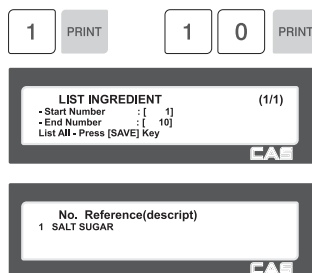 1 PRINT 1 0 PRINT
LIST INGREDIENT (1/1)
- Start Number : [ 1]
- End Number : [ 10]
List All - Press [SAVE] Key
CAS
No. Reference(descript)
1 SALT SUGAR
CAS